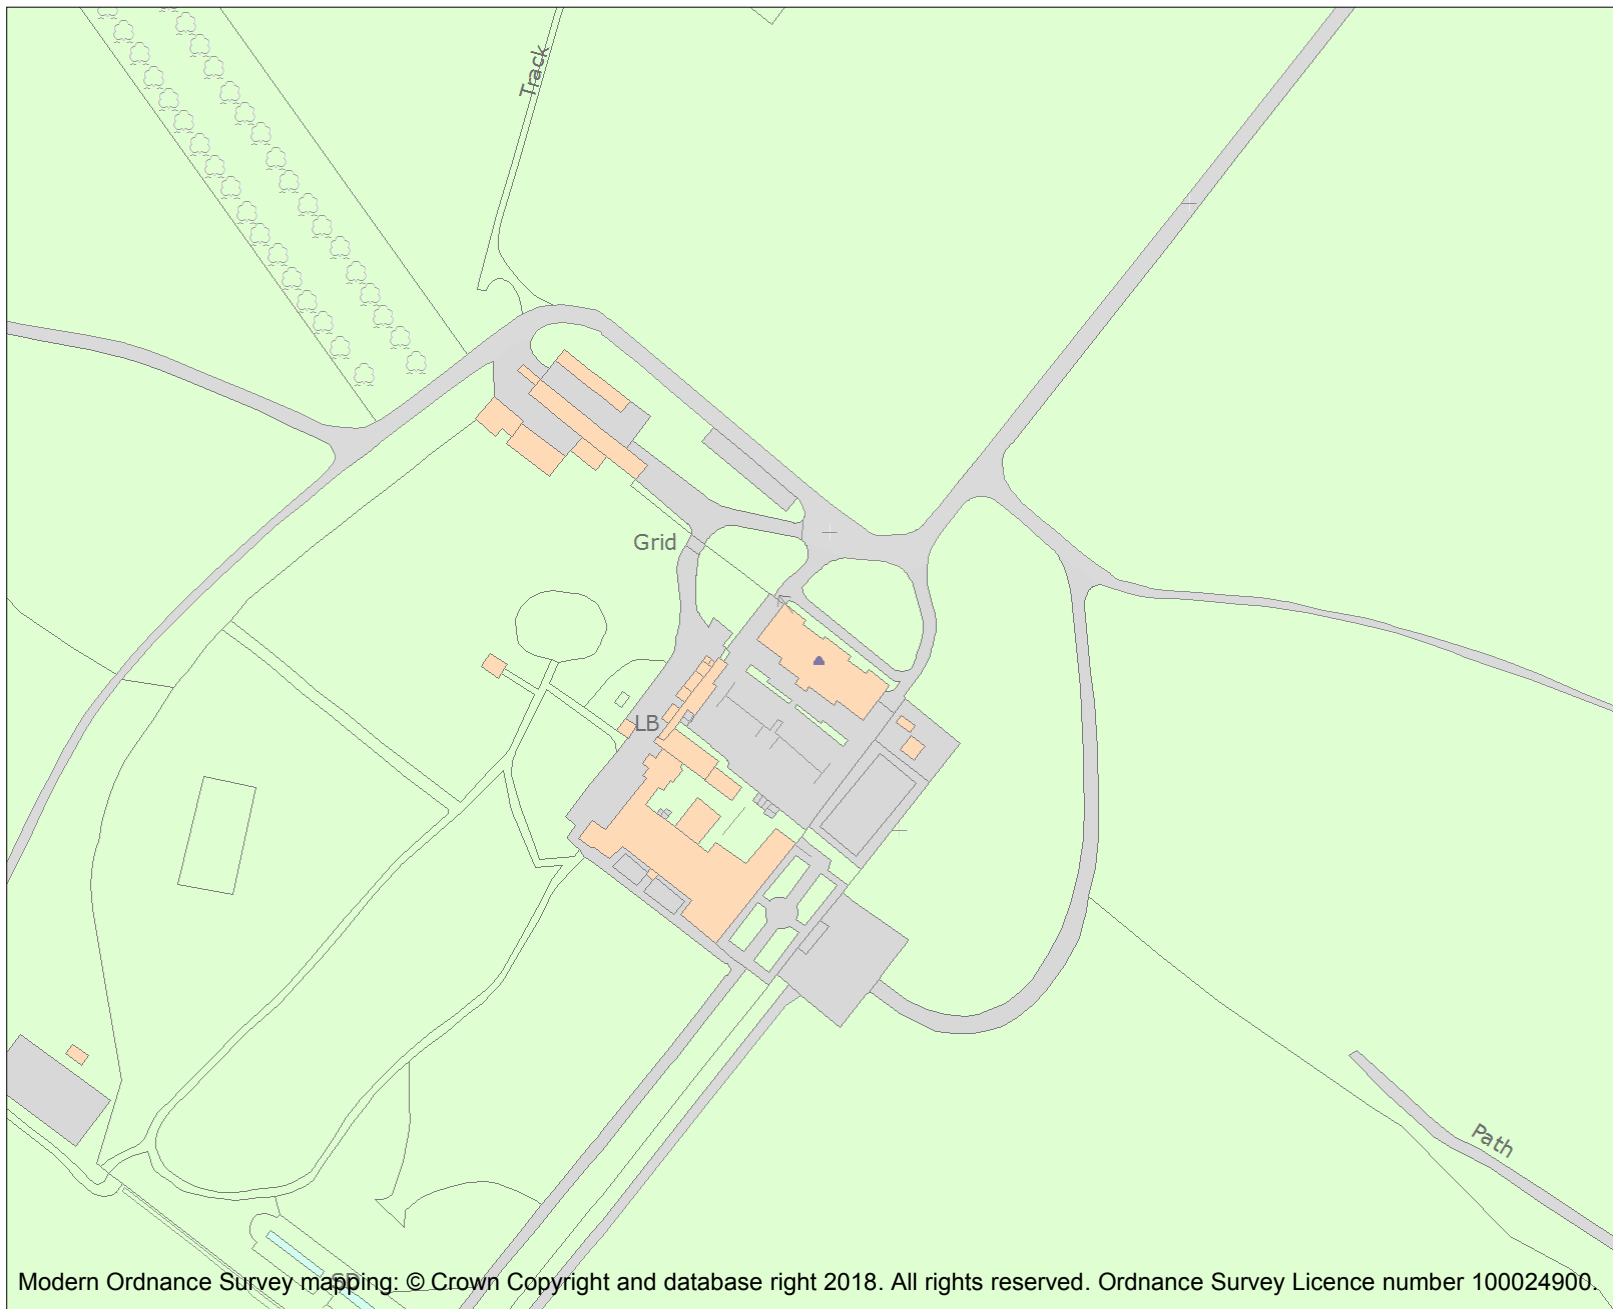 Track
Grid
LB
Path
SD
Modern Ordnance Survey mapping: © Crown Copyright and database right 2018. All rights reserved. Ordnance Survey Licence number 100024900.